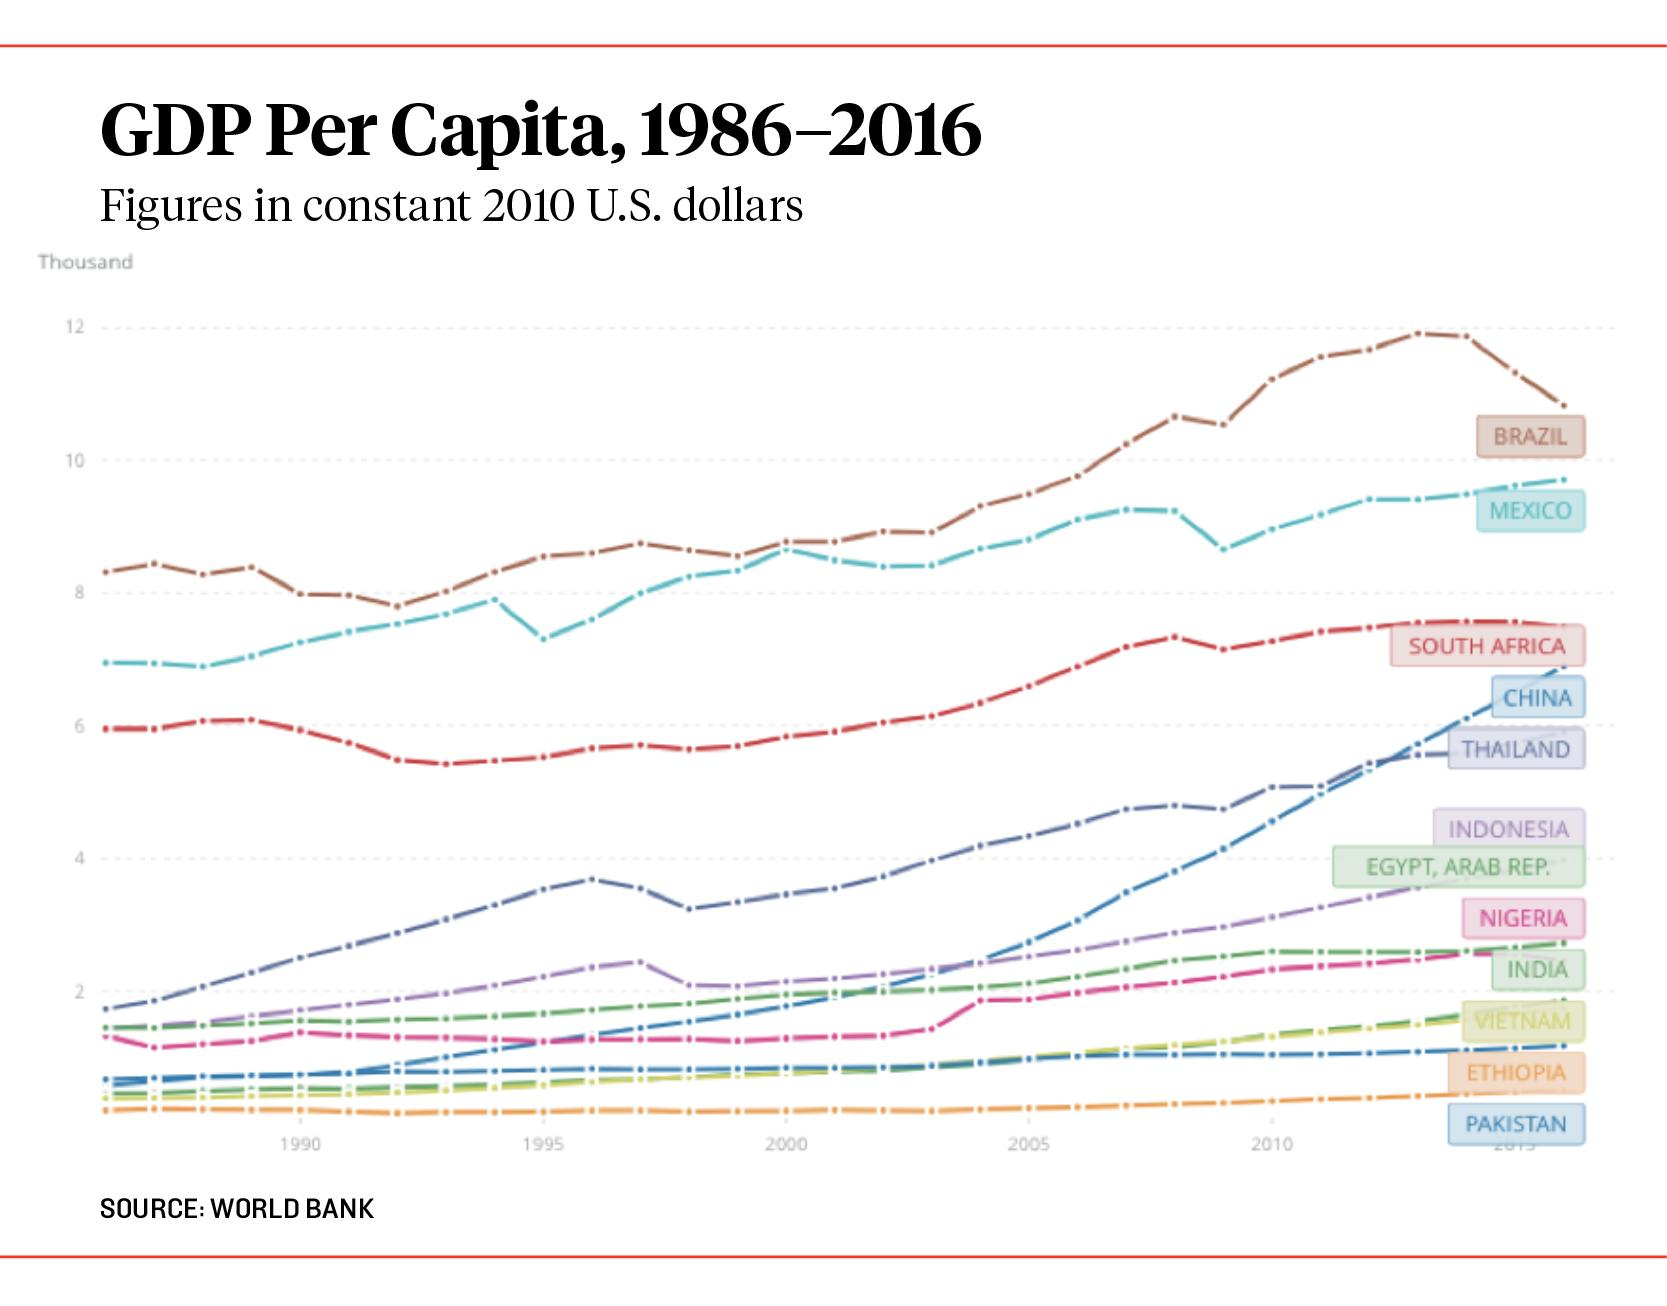 GDP Per Capita, 1986–2016
Figures in constant 2010 U.S. dollars
Thousand
12
10
8
6
4
2
BRAZIL
MEXICO
SOUTH AFRICA
CHINA
THAILAND
INDONESIA
EGYPT, ARAB REP.
NIGERIA
INDIA
VIETNAM
ETHIOPIA
PAKISTAN
1990 1995 2000 2005 2010 2015
SOURCE: WORLD BANK